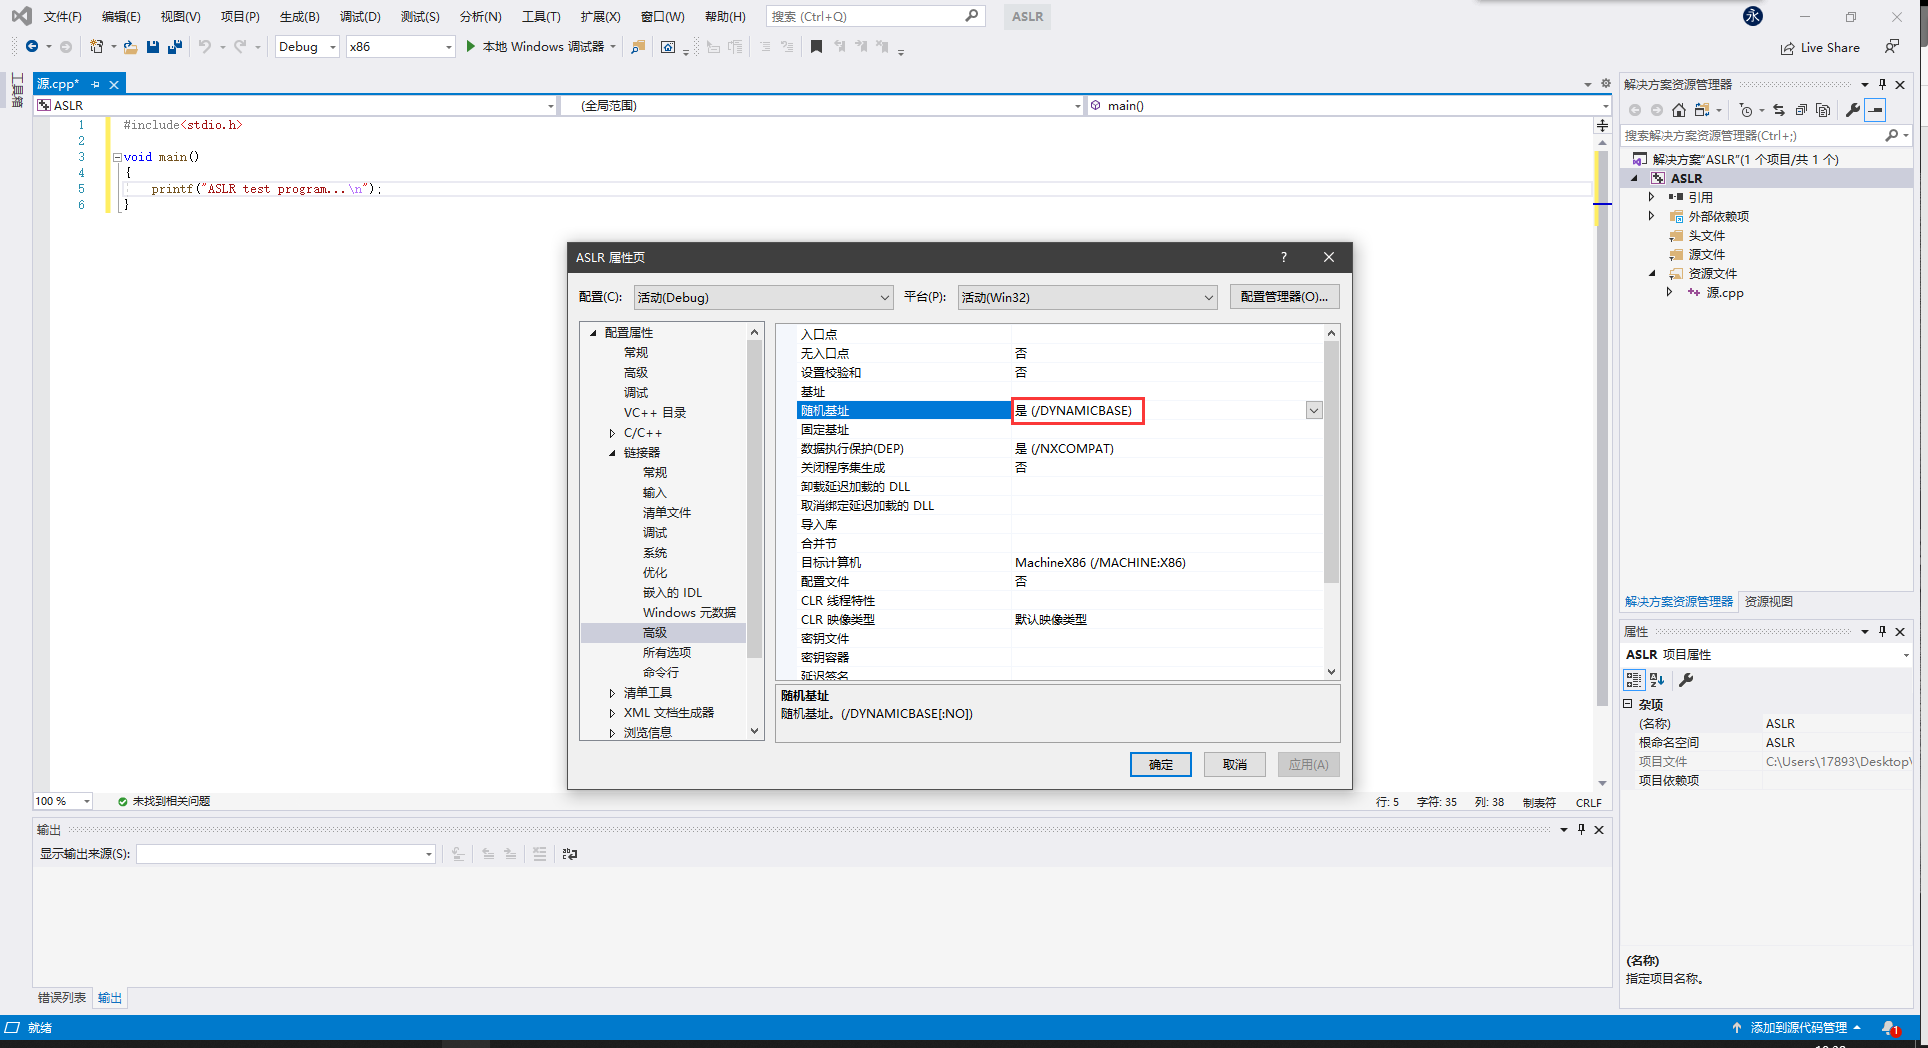 文件(F) 编辑(E) 视图(V) 项目(P) 生成(B) 调试(D) 测试(S) 分析(N) 工具(T) 扩展(X) 窗口(W) 帮助(H) 搜索 (Ctrl+Q) ASLR 永
Debug x86 本地 Windows 调试器 Live Share
工具箱
源.cpp*
ASLR (全局范围) main()
1 #include<stdio.h>
2
3 void main()
4 {
5 printf("ASLR test program...\n");
6 }
ASLR 属性页 ?
配置(C): 活动(Debug) 平台(P): 活动(Win32) 配置管理器(O)...
配置属性
常规
高级
调试
VC++ 目录
C/C++
链接器
常规
输入
清单文件
调试
系统
优化
嵌入的 IDL
Windows 元数据
高级
所有选项
命令行
清单工具
XML 文档生成器
浏览信息
入口点
无入口点 否
设置校验和 否
基址
随机基址 是 (/DYNAMICBASE)
固定基址
数据执行保护(DEP) 是 (/NXCOMPAT)
关闭程序集生成 否
卸载延迟加载的 DLL
取消绑定延迟加载的 DLL
导入库
合并节
目标计算机 MachineX86 (/MACHINE:X86)
配置文件 否
CLR 线程特性
CLR 映像类型 默认映像类型
密钥文件
密钥容器
延迟签名
随机基址
随机基址。(/DYNAMICBASE[:NO])
确定 取消 应用(A)
100 % 未找到相关问题 行: 5 字符: 35 列: 38 制表符 CRLF
输出
显示输出来源(S):
错误列表 输出
解决方案资源管理器
搜索解决方案资源管理器(Ctrl+;)
解决方案"ASLR"(1 个项目/共 1 个)
ASLR
引用
外部依赖项
头文件
源文件
资源文件
源.cpp
解决方案资源管理器 资源视图
属性
ASLR 项目属性
杂项
(名称) ASLR
根命名空间 ASLR
项目文件 C:\Users\17893\Desktop\
项目依赖项
(名称)
指定项目名称。
就绪 添加到源代码管理 1